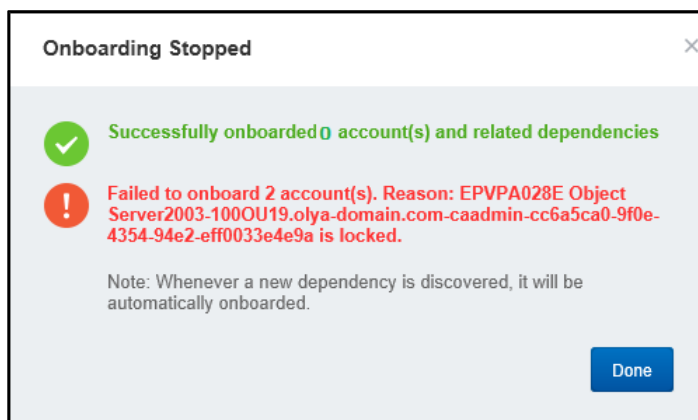 Onboarding Stopped
Successfully onboarded 0 account(s) and related dependencies
Failed to onboard 2 account(s). Reason: EPVPA028E Object
Server2003-100OU19.olya-domain.com-caadmin-cc6a5ca0-9f0e-
4354-94e2-eff0033e4e9a is locked.
Note: Whenever a new dependency is discovered, it will be
automatically onboarded.
Done